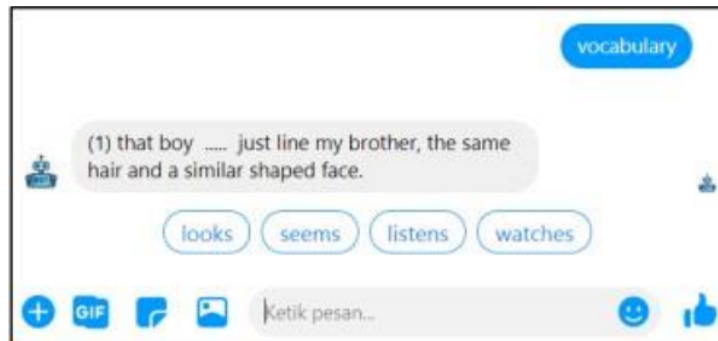 vocabulary
(1) that boy ..... just line my brother, the same
hair and a similar shaped face.
looks seems listens watches
GIF Ketik pesan...